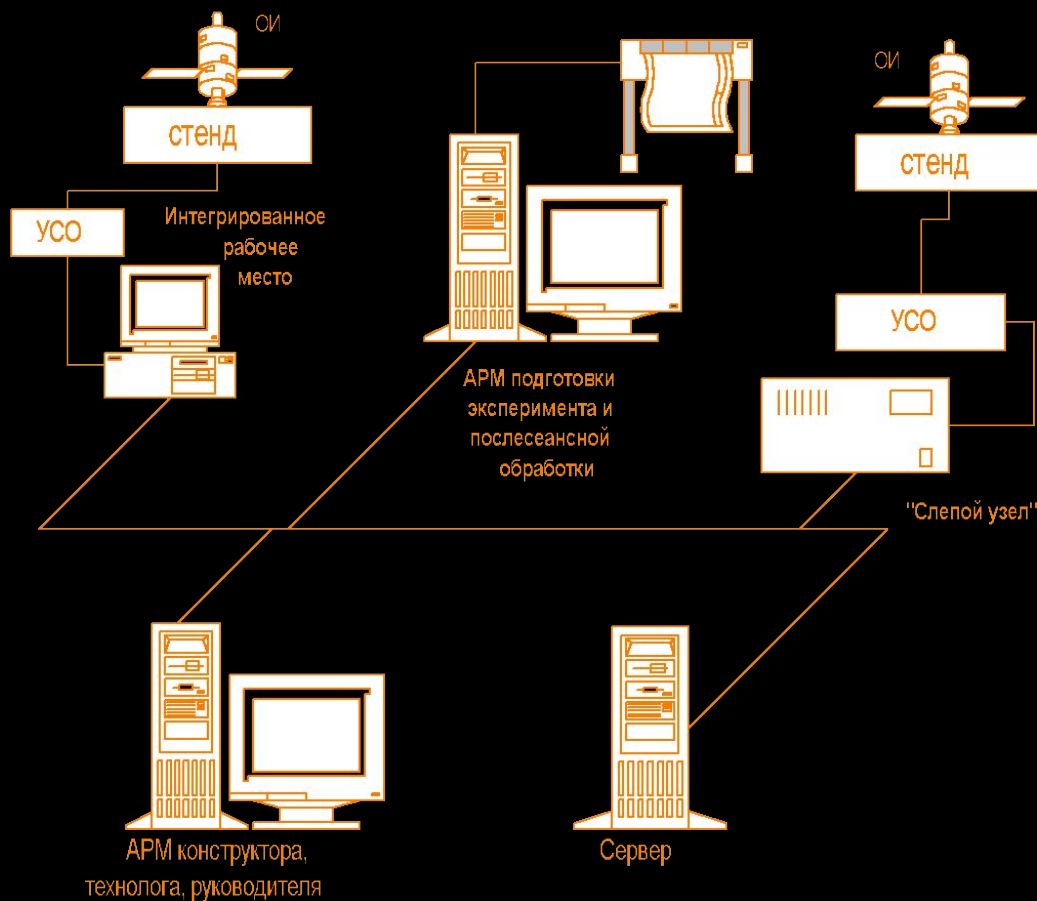 ОИ
стенд
УСО
Интегрированное
рабочее
место
АРМ подготовки
эксперимента и
послесеансной
обработки
ОИ
стенд
УСО
"Слепой узел"
АРМ конструктора,
технолога, руководителя
Сервер